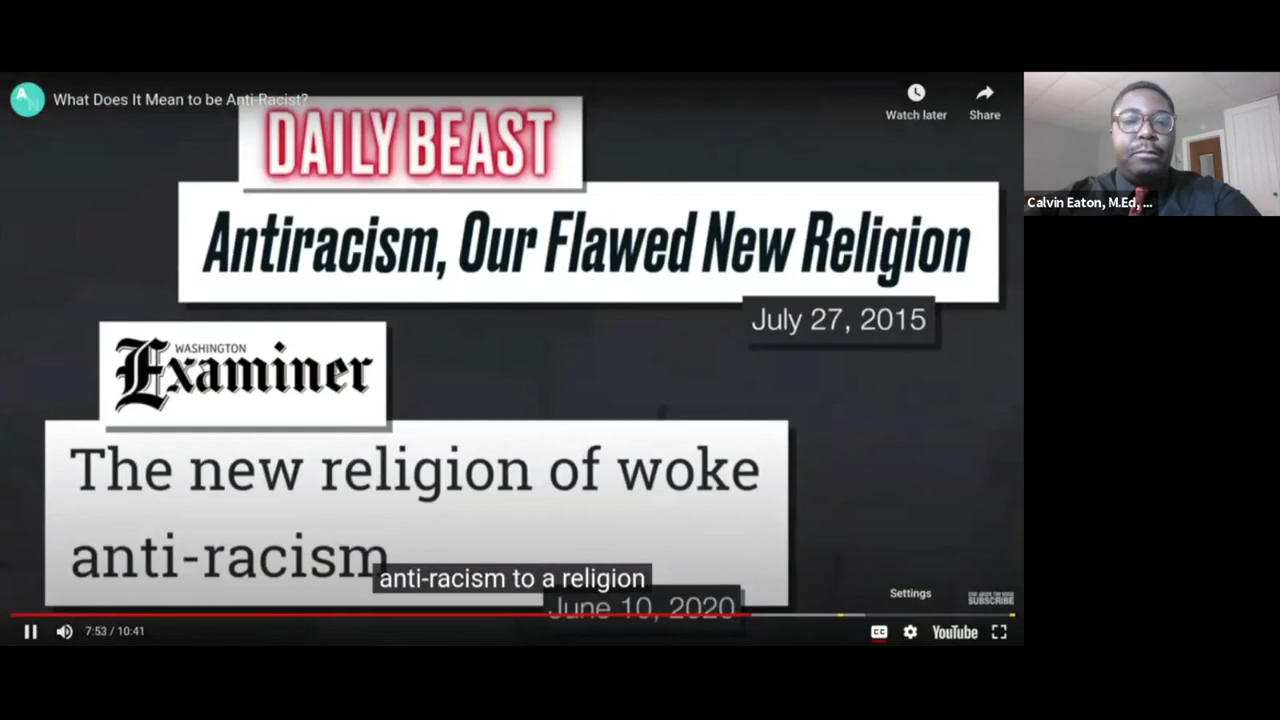 A
N
What Does It Mean to be Anti-Racist?
Watch later
Share
DAILY BEAST
Antiracism, Our Flawed New Religion
July 27, 2015
WASHINGTON
Examiner
The new religion of woke
anti-racism
anti-racism to a religion
June 10, 2020
Settings
SUBSCRIBE
7:53 / 10:41
CC
YouTube
Calvin Eaton, M.Ed, ...